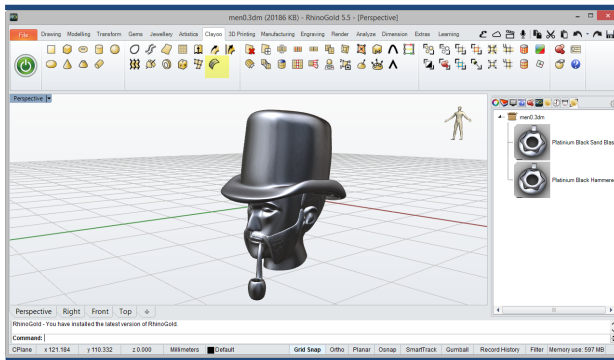 men0.3dm (20186 KB) - RhinoGold 5.5 - [Perspective]
File Drawing Modelling Transform Gems Jewellery Artistics Clayoo 3D Printing Manufacturing Engraving Render Analyze Dimension Extras Learning
Perspective
men0.3dm
Platinium Black Sand Blas
Platinium Black Hammere
Perspective Right Front Top
RhinoGold - You have installed the latest version of RhinoGold.
Command:
CPlane x 121.184 y 110.332 z 0.000 Millimeters Default Grid Snap Ortho Planar Osnap SmartTrack Gumball Record History Filter Memory use: 597 MB